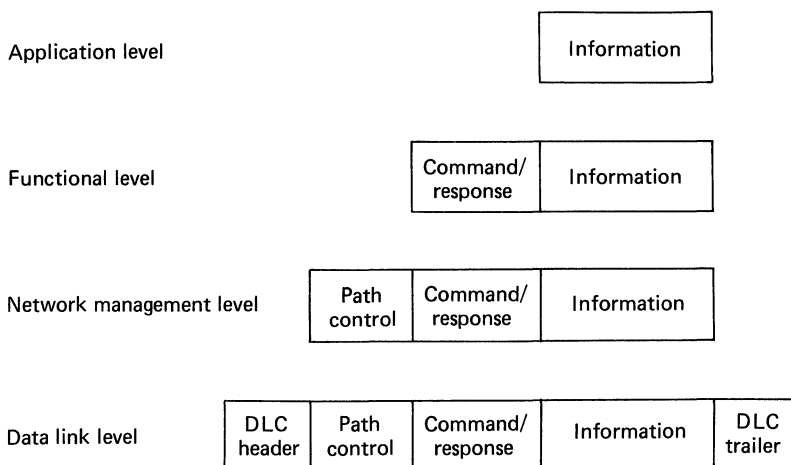 Application level
Information
Functional level
Command/
response
Information
Network management level
Path
control
Command/
response
Information
Data link level
DLC
header
Path
control
Command/
response
Information
DLC
trailer